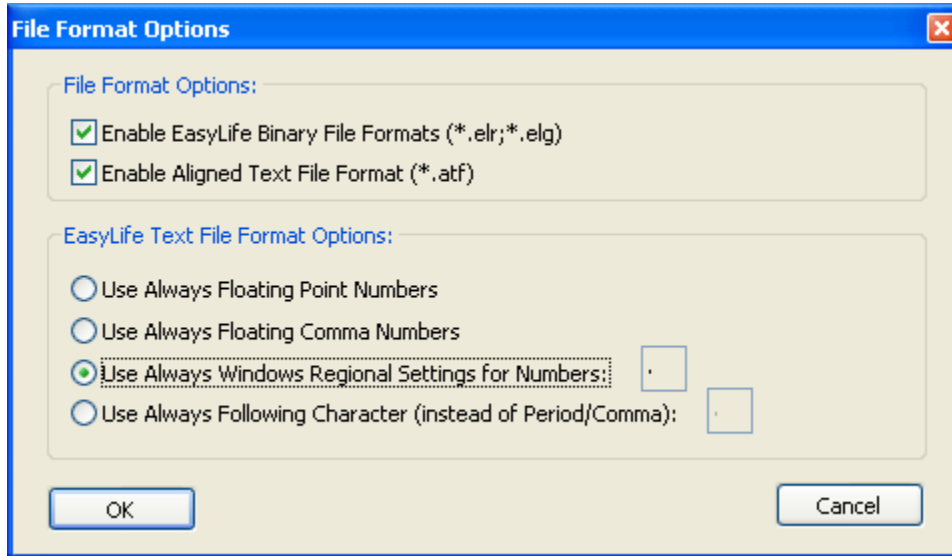 File Format Options
File Format Options:
Enable EasyLife Binary File Formats (*.elr;*.elg)
Enable Aligned Text File Format (*.atf)
EasyLife Text File Format Options:
Use Always Floating Point Numbers
Use Always Floating Comma Numbers
Use Always Windows Regional Settings for Numbers: .
Use Always Following Character (instead of Period/Comma): .
OK
Cancel